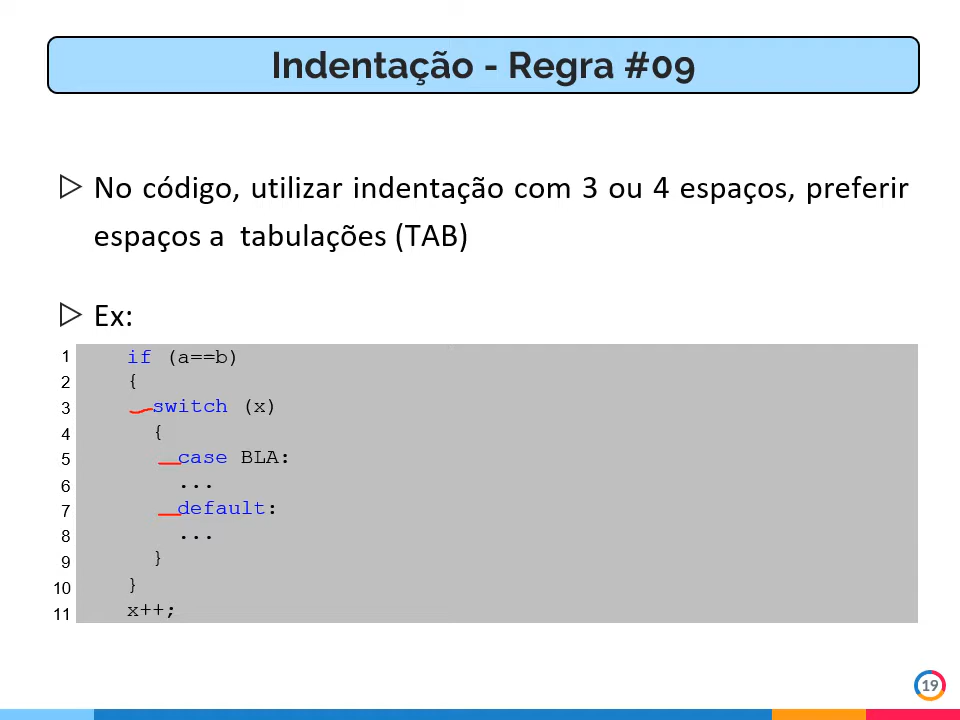 Indentação - Regra #09
▷ No código, utilizar indentação com 3 ou 4 espaços, preferir
espaços a tabulações (TAB)
▷ Ex:
1 if (a==b)
2 {
3 switch (x)
4 {
5 case BLA:
6 ...
7 default:
8 ...
9 }
10 }
11 x++;
19